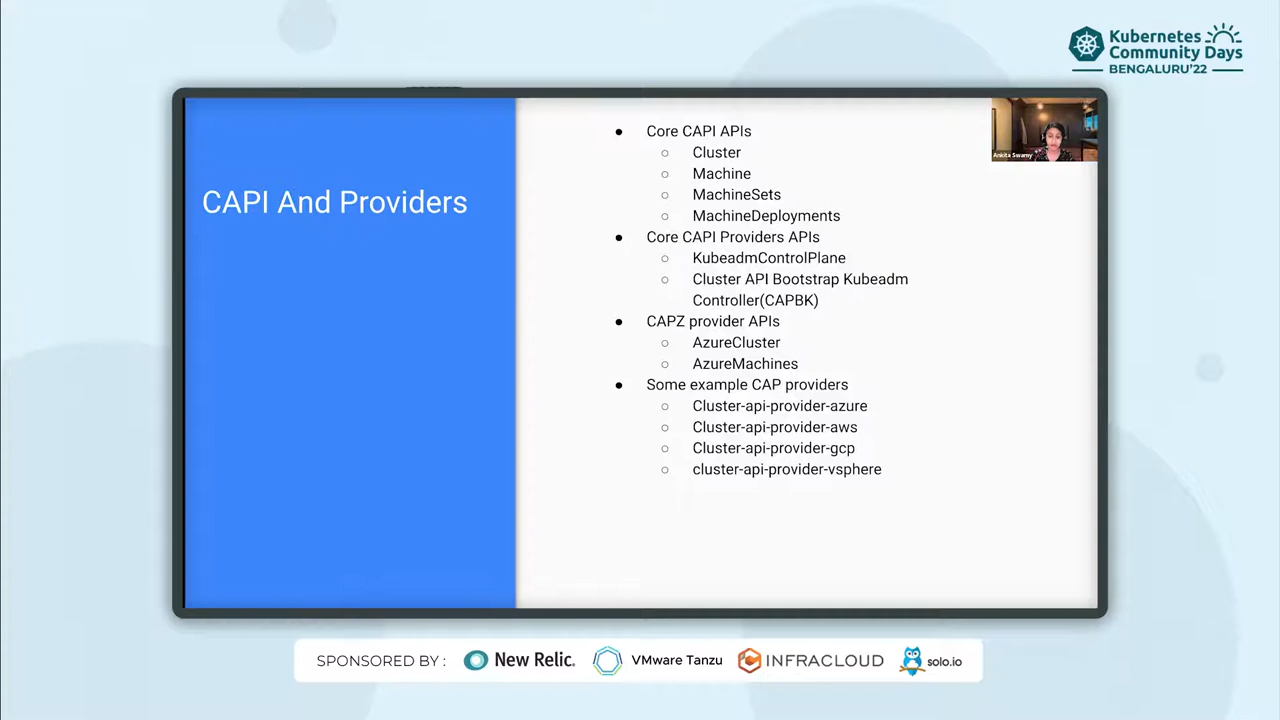 Kubernetes
Community Days
BENGALURU'22
CAPI And Providers
Ankita Swamy
● Core CAPI APIs
○ Cluster
○ Machine
○ MachineSets
○ MachineDeployments
● Core CAPI Providers APIs
○ KubeadmControlPlane
○ Cluster API Bootstrap Kubeadm
Controller(CAPBK)
● CAPZ provider APIs
○ AzureCluster
○ AzureMachines
● Some example CAP providers
○ Cluster-api-provider-azure
○ Cluster-api-provider-aws
○ Cluster-api-provider-gcp
○ cluster-api-provider-vsphere
SPONSORED BY : New Relic. VMware Tanzu INFRACLOUD solo.io